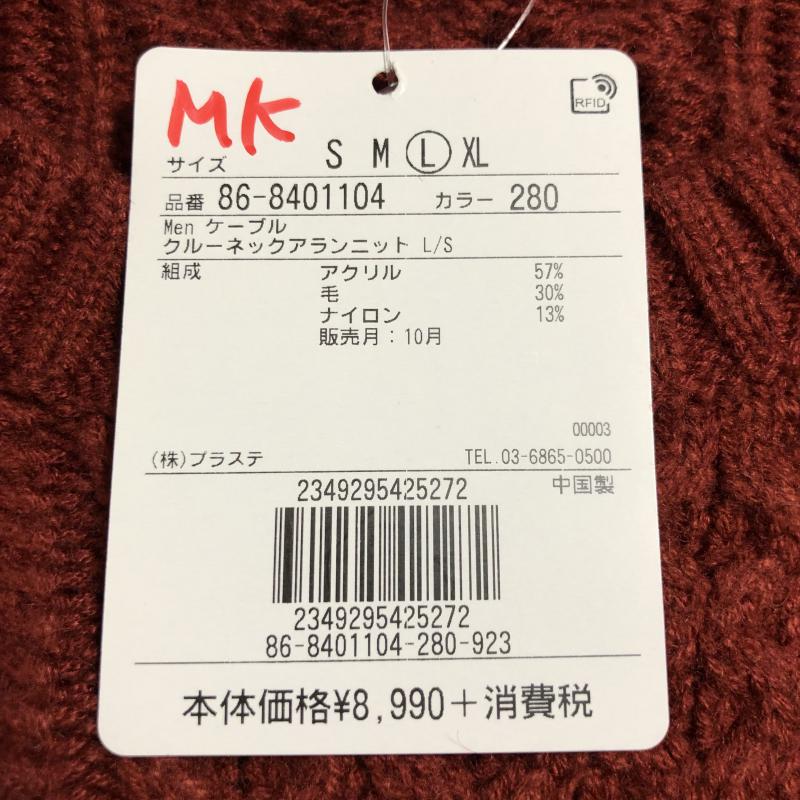 MK
RFID
サイズ S M L XL
品番 86-8401104 カラー 280
Men ケーブル
クルーネックアランニット L/S
組成 アクリル 57%
毛 30%
ナイロン 13%
販売月：10月
00003
(株)プラステ TEL.03-6865-0500
2349295425272 中国製
2349295425272
86-8401104-280-923
本体価格¥8,990＋消費税